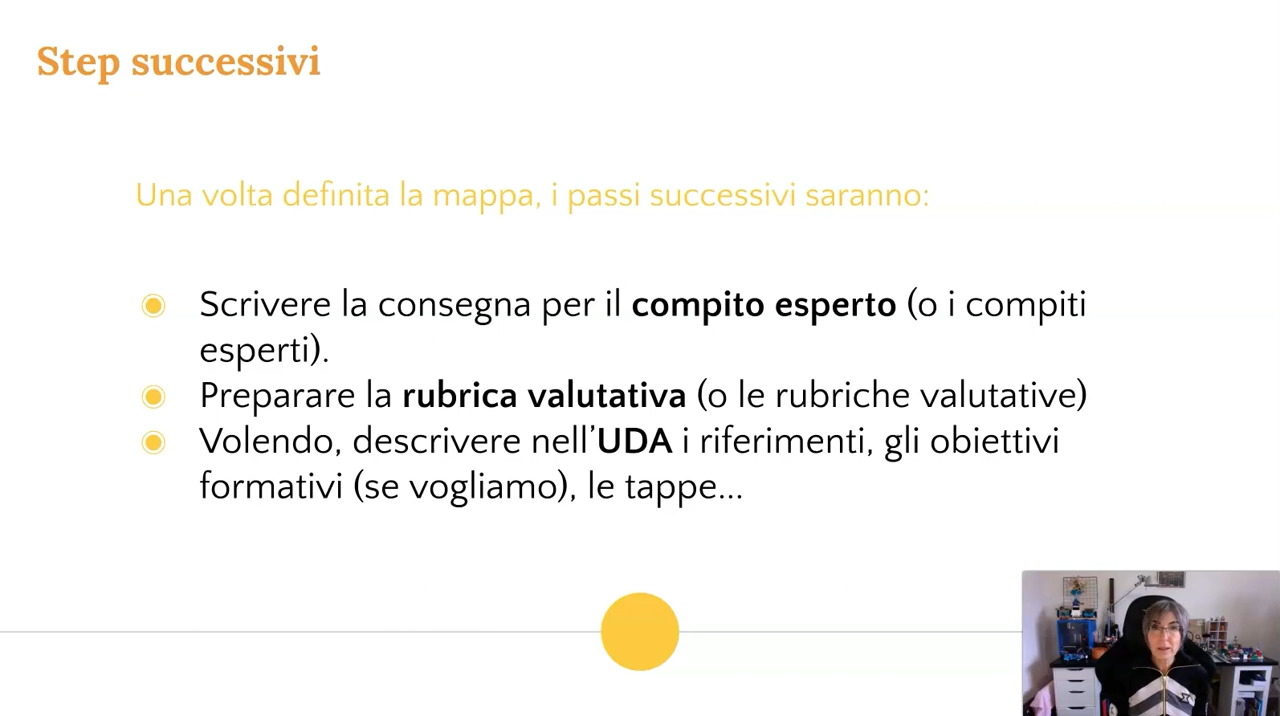 Step successivi
Una volta definita la mappa, i passi successivi saranno:
Scrivere la consegna per il compito esperto (o i compiti
esperti).
Preparare la rubrica valutativa (o le rubriche valutative)
Volendo, descrivere nell’UDA i riferimenti, gli obiettivi
formativi (se vogliamo), le tappe...